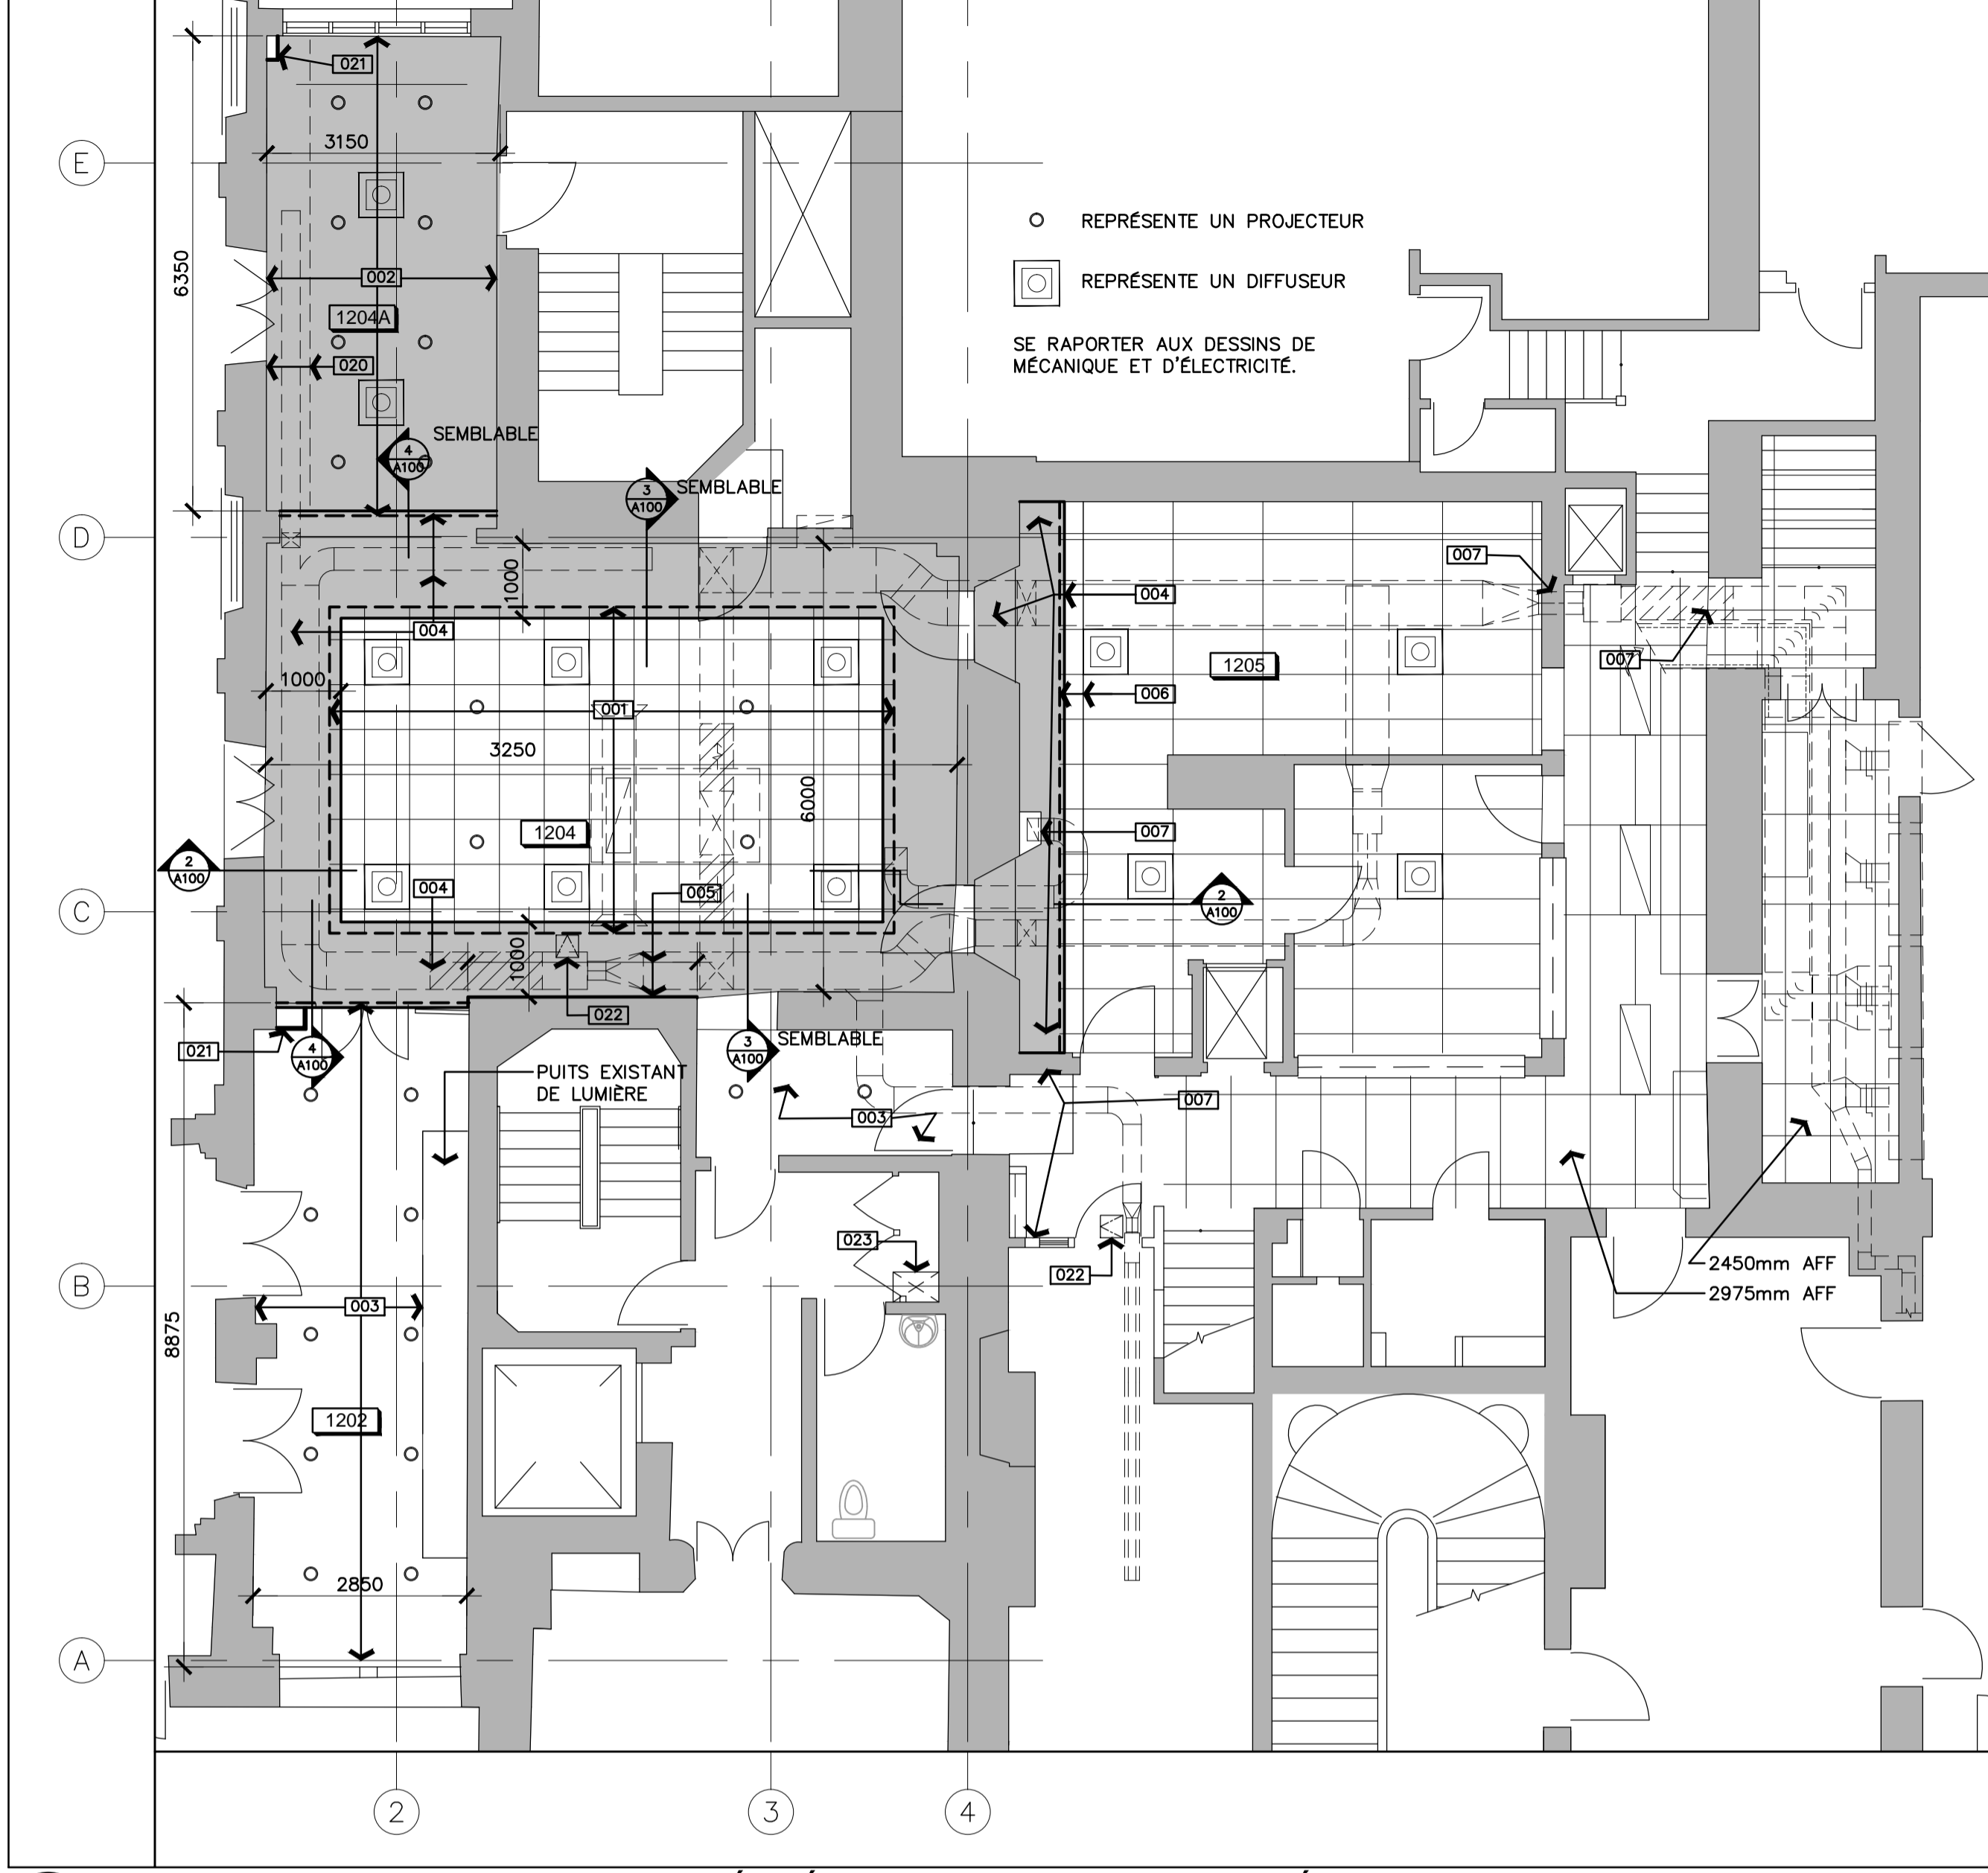 021
3150
E
REPRÉSENTE UN PROJECTEUR
6350
002
REPRÉSENTE UN DIFFUSEUR
1204A
SE RAPORTER AUX DESSINS DE
MÉCANIQUE ET D'ÉLECTRICITÉ.
020
SEMBLABLE
4
A100
3
A100
SEMBLABLE
D
007
1000
004
004
007
1205
1000
006
001
3250
6000
1204
007
2
A100
004
005
2
A100
C
1000
022
021
4
A100
3
A100
SEMBLABLE
PUITS EXISTANT
DE LUMIÈRE
007
003
023
022
2450mm AFF
B
2975mm AFF
003
8875
1202
2850
A
2
3
4